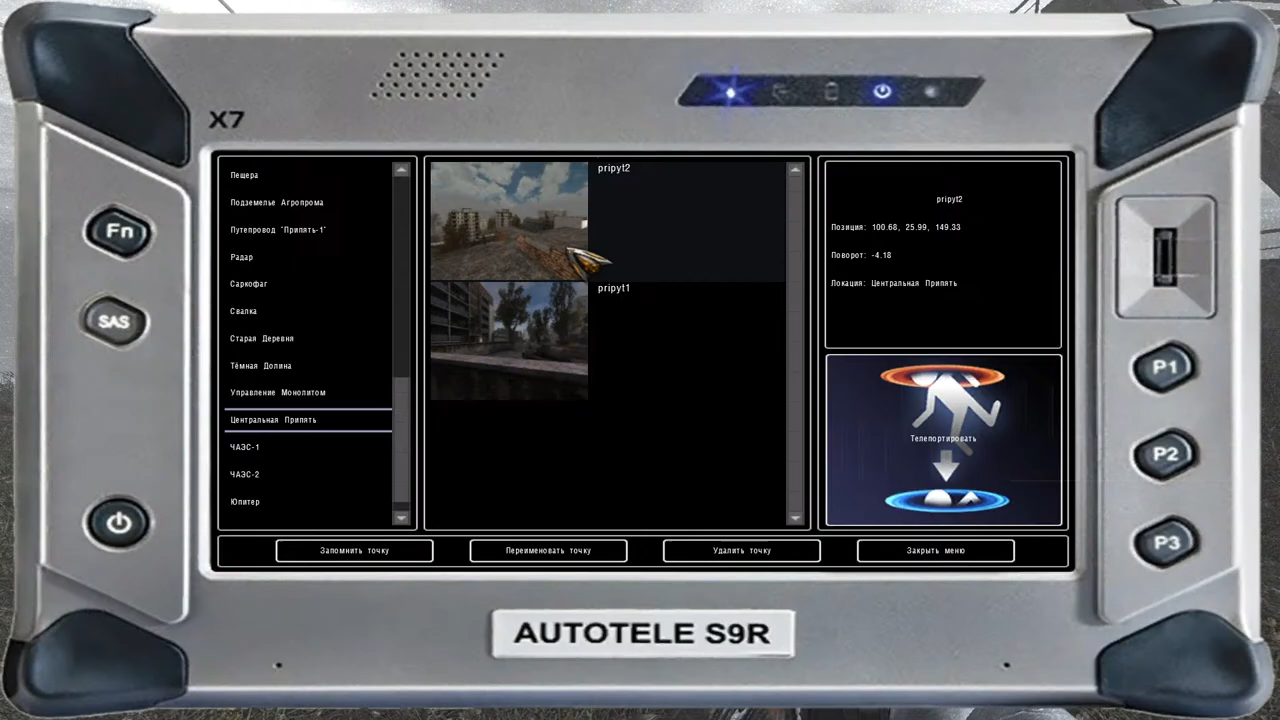 X7
Fn
SAS
Пещера
Подземелье Агропрома
Путепровод "Припять-1"
Радар
Саркофаг
Свалка
Старая Деревня
Тёмная Долина
Управление Монолитом
Центральная Припять
ЧАЭС-1
ЧАЭС-2
Юпитер
pripyt2
pripyt1
pripyt2
Позиция: 100.68, 25.99, 149.33
Поворот: -4.18
Локация: Центральная Припять
Телепортировать
P1
P2
P3
Запомнить точку
Переименовать точку
Удалить точку
Закрыть меню
AUTOTELE S9R